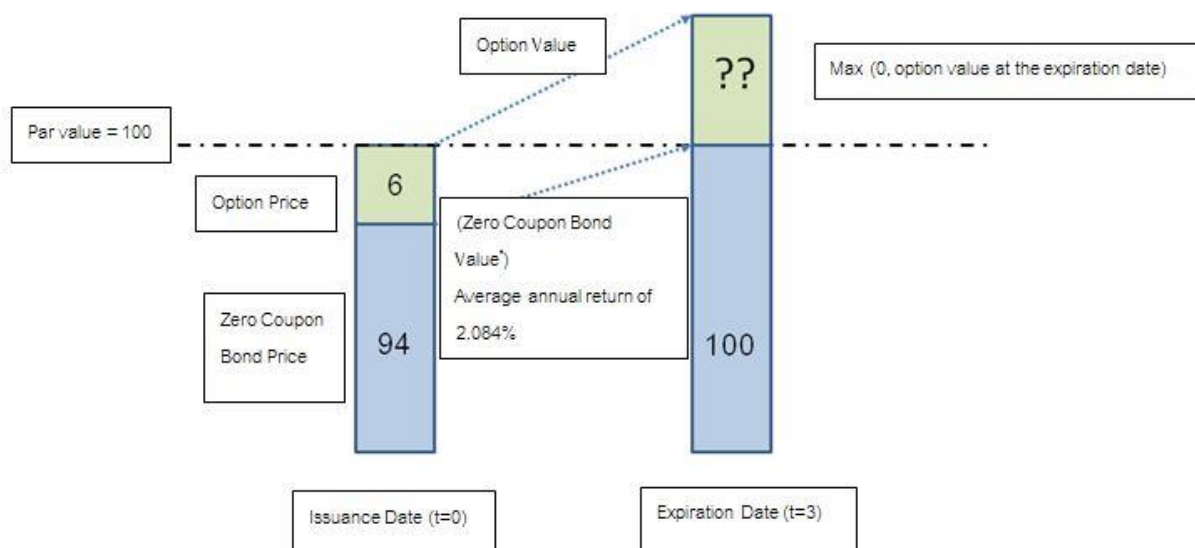 Option Value
??
Max (0, option value at the expiration date)
Par value = 100
6
Option Price
(Zero Coupon Bond
Value*)
Average annual return of
2.084%
Zero Coupon
Bond Price
94
100
Issuance Date (t=0)
Expiration Date (t=3)